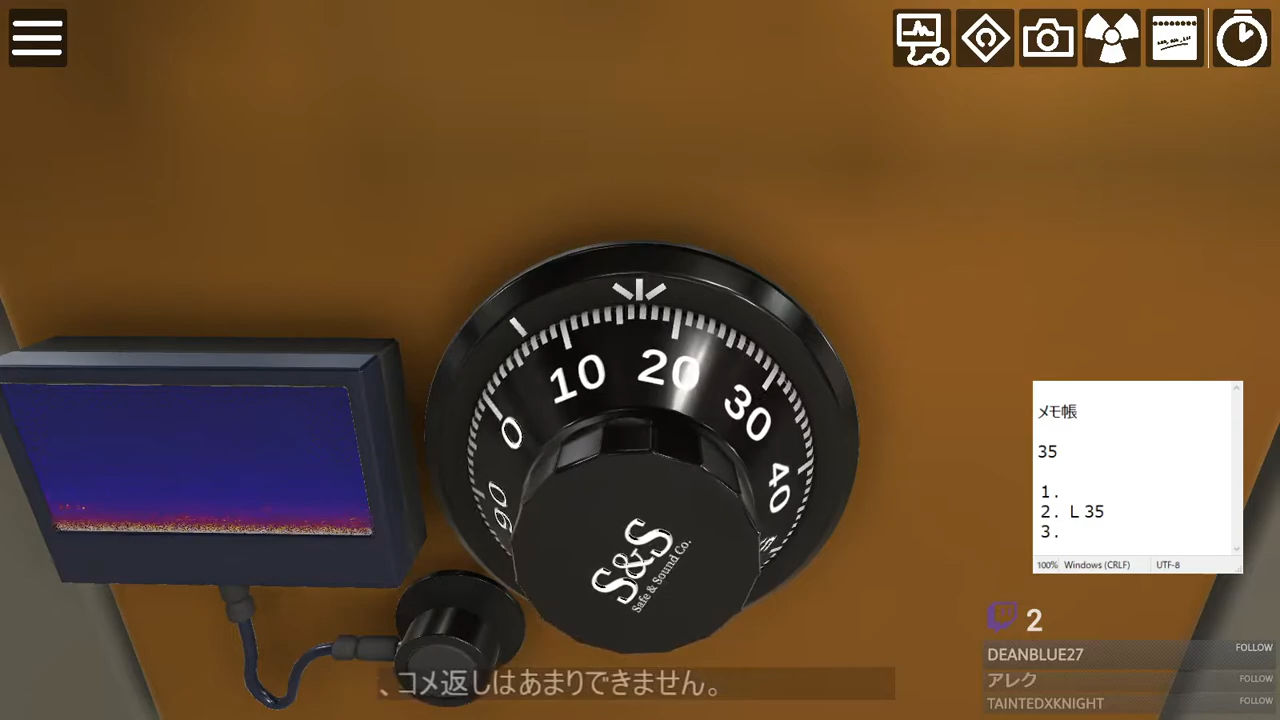 10
20
30
40
0
90
S&S
Safe & Sound Co.
メモ帳
35
1.
2. L 35
3.
100%
Windows (CRLF)
UTF-8
2
DEANBLUE27
FOLLOW
アレク
FOLLOW
TAINTEDXKNIGHT
FOLLOW
、コメ返しはあまりできません。